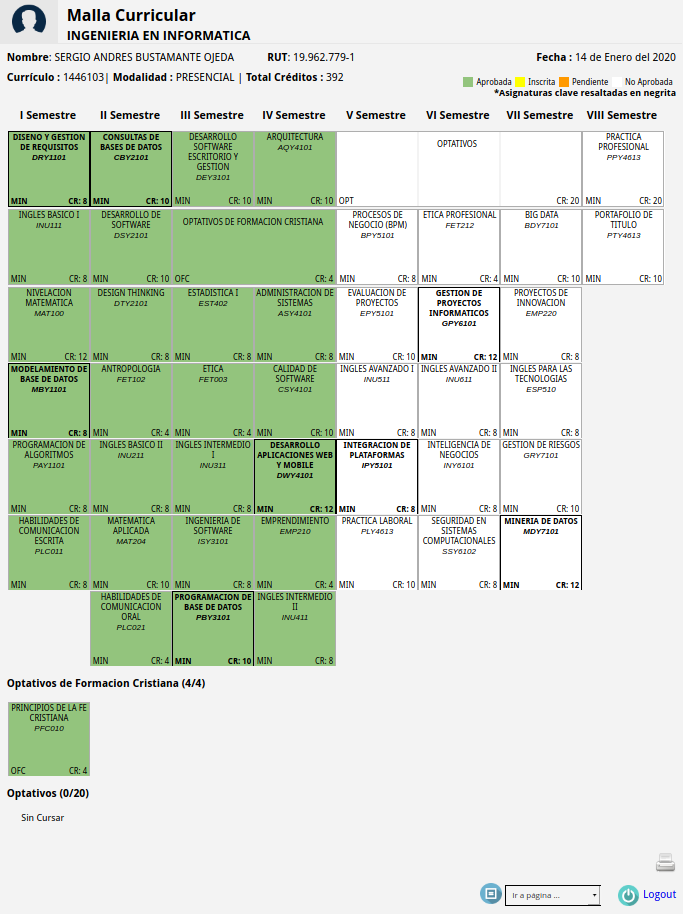 Malla Curricular
INGENIERIA EN INFORMATICA
Nombre: SERGIO ANDRES BUSTAMANTE OJEDA RUT: 19.962.779-1 Fecha : 14 de Enero del 2020
Currículo : 1446103| Modalidad : PRESENCIAL | Total Créditos : 392
Aprobada Inscrita Pendiente No Aprobada
*Asignaturas clave resaltadas en negrita
I Semestre II Semestre III Semestre IV Semestre V Semestre VI Semestre VII Semestre VIII Semestre
DISENO Y GESTION
DE REQUISITOS
DRY1101
MIN CR: 8
CONSULTAS DE
BASES DE DATOS
CBY2101
MIN CR: 10
DESARROLLO
SOFTWARE
ESCRITORIO Y
GESTION
DEY3101
MIN CR: 10
ARQUITECTURA
AQY4101
MIN CR: 10
OPTATIVOS
OPT CR: 20
PRACTICA
PROFESIONAL
PPY4613
MIN CR: 20
INGLES BASICO I
INU111
MIN CR: 8
DESARROLLO DE
SOFTWARE
DSY2101
MIN CR: 10
OPTATIVOS DE FORMACION CRISTIANA
OFC CR: 4
PROCESOS DE
NEGOCIO (BPM)
BPY5101
MIN CR: 8
ETICA PROFESIONAL
FET212
MIN CR: 4
BIG DATA
BDY7101
MIN CR: 10
PORTAFOLIO DE
TITULO
PTY4613
MIN CR: 10
NIVELACION
MATEMATICA
MAT100
MIN CR: 12
DESIGN THINKING
DTY2101
MIN CR: 8
ESTADISTICA I
EST402
MIN CR: 8
ADMINISTRACION DE
SISTEMAS
ASY4101
MIN CR: 8
EVALUACION DE
PROYECTOS
EPY5101
MIN CR: 10
GESTION DE
PROYECTOS
INFORMATICOS
GPY6101
MIN CR: 12
PROYECTOS DE
INNOVACION
EMP220
MIN CR: 8
MODELAMIENTO DE
BASE DE DATOS
MBY1101
MIN CR: 8
ANTROPOLOGIA
FET102
MIN CR: 4
ETICA
FET003
MIN CR: 4
CALIDAD DE
SOFTWARE
CSY4101
MIN CR: 10
INGLES AVANZADO I
INU511
MIN CR: 8
INGLES AVANZADO II
INU611
MIN CR: 8
INGLES PARA LAS
TECNOLOGIAS
ESP510
MIN CR: 8
PROGRAMACION DE
ALGORITMOS
PAY1101
MIN CR: 8
INGLES BASICO II
INU211
MIN CR: 8
INGLES INTERMEDIO
I
INU311
MIN CR: 8
DESARROLLO
APLICACIONES WEB
Y MOBILE
DWY4101
MIN CR: 12
INTEGRACION DE
PLATAFORMAS
IPY5101
MIN CR: 8
INTELIGENCIA DE
NEGOCIOS
INY6101
MIN CR: 8
GESTION DE RIESGOS
GRY7101
MIN CR: 10
HABILIDADES DE
COMUNICACION
ESCRITA
PLC011
MIN CR: 8
MATEMATICA
APLICADA
MAT204
MIN CR: 10
INGENIERIA DE
SOFTWARE
ISY3101
MIN CR: 8
EMPRENDIMIENTO
EMP210
MIN CR: 4
PRACTICA LABORAL
PLY4613
MIN CR: 10
SEGURIDAD EN
SISTEMAS
COMPUTACIONALES
SSY6102
MIN CR: 8
MINERIA DE DATOS
MDY7101
MIN CR: 12
HABILIDADES DE
COMUNICACION
ORAL
PLC021
MIN CR: 4
PROGRAMACION DE
BASE DE DATOS
PBY3101
MIN CR: 10
INGLES INTERMEDIO
II
INU411
MIN CR: 8
Optativos de Formacion Cristiana (4/4)
PRINCIPIOS DE LA FE
CRISTIANA
PFC010
OFC CR: 4
Optativos (0/20)
Sin Cursar
Ir a página ...
Logout